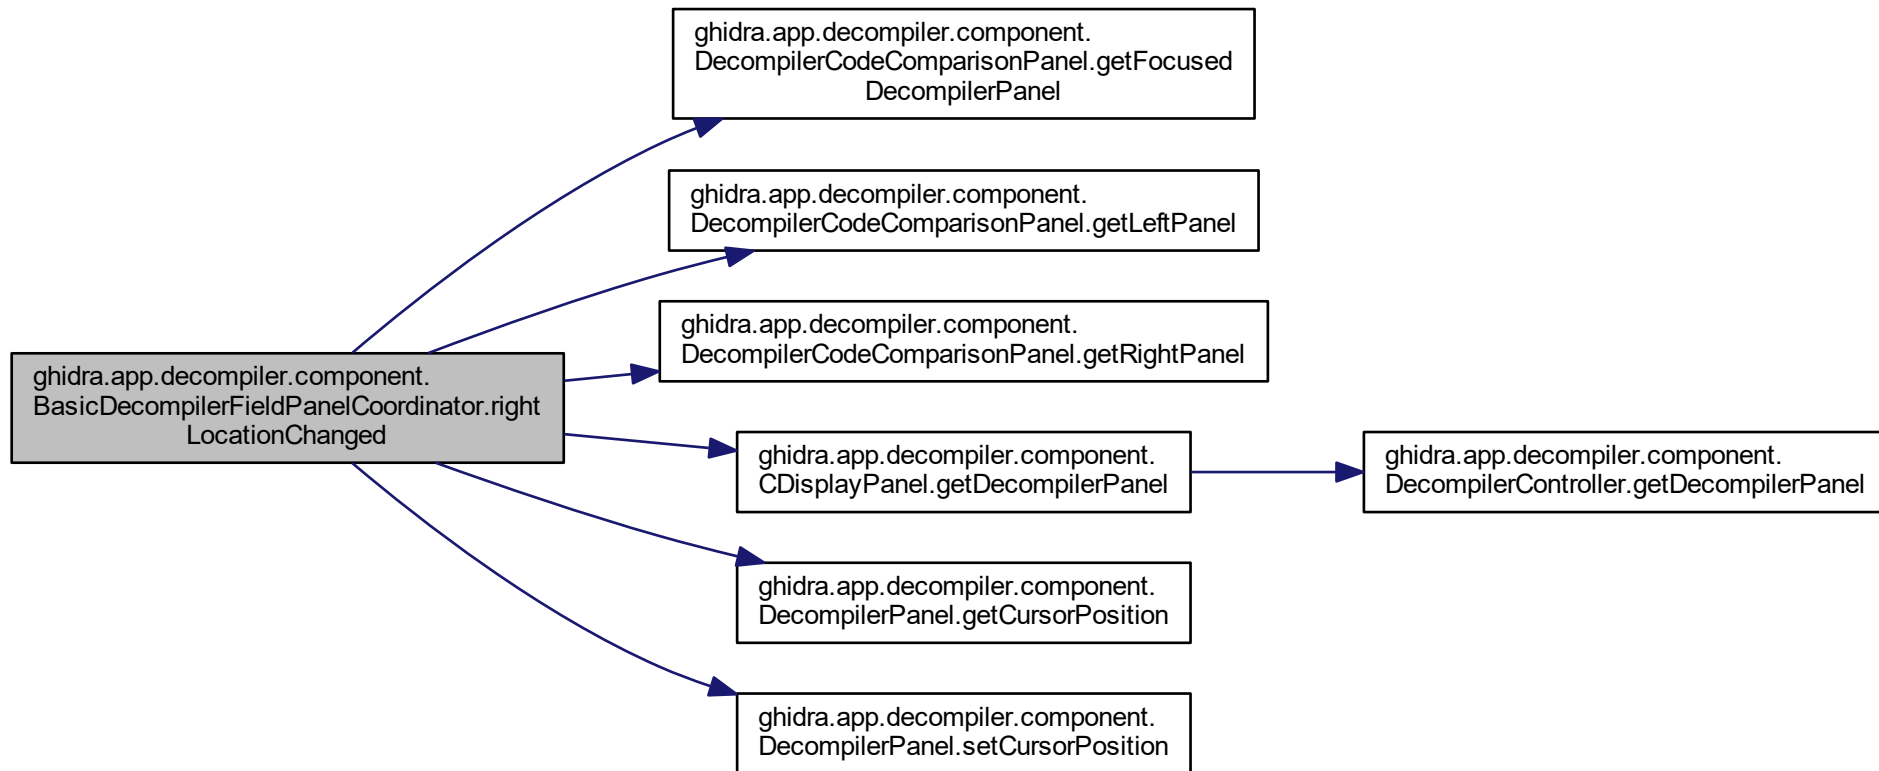 ghidra.app.decompiler.component.
DecompilerCodeComparisonPanel.getFocused
DecompilerPanel
ghidra.app.decompiler.component.
DecompilerCodeComparisonPanel.getLeftPanel
ghidra.app.decompiler.component.
DecompilerCodeComparisonPanel.getRightPanel
ghidra.app.decompiler.component.
BasicDecompilerFieldPanelCoordinator.right
LocationChanged
ghidra.app.decompiler.component.
CDisplayPanel.getDecompilerPanel
ghidra.app.decompiler.component.
DecompilerController.getDecompilerPanel
ghidra.app.decompiler.component.
DecompilerPanel.getCursorPosition
ghidra.app.decompiler.component.
DecompilerPanel.setCursorPosition